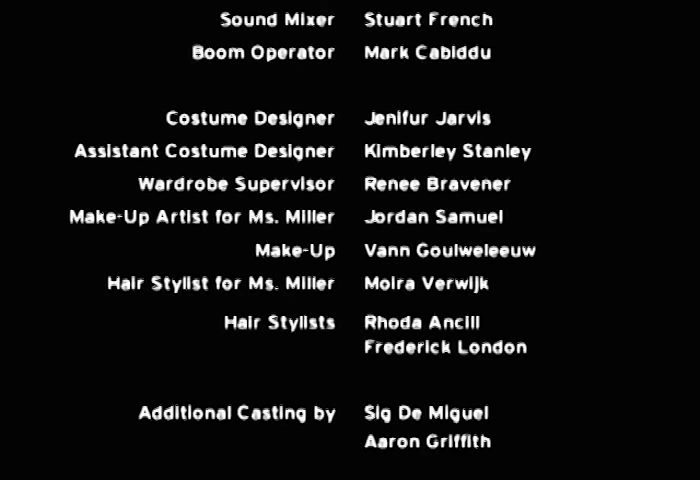 Sound Mixer Stuart French
Boom Operator Mark Cabiddu
Costume Designer Jenifur Jarvis
Assistant Costume Designer Kimberley Stanley
Wardrobe Supervisor Renee Bravener
Make-Up Artist for Ms. Miller Jordan Samuel
Make-Up Vann Gouweleeuw
Hair Stylist for Ms. Miller Moira Verwijk
Hair Stylists Rhoda Ancill
Frederick London
Additional Casting by Sig De Miguel
Aaron Griffith